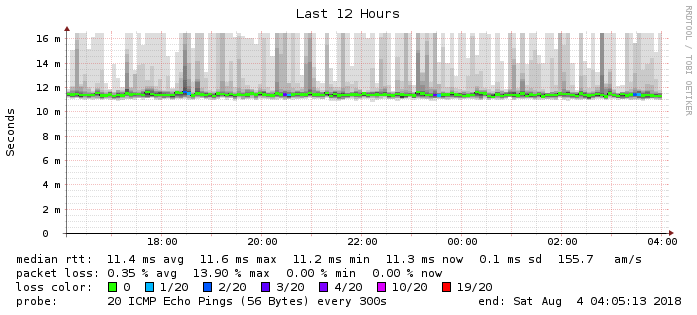 Last 12 Hours
RRDTOOL / TOBI OETIKER
Seconds
16 m
14 m
12 m
10 m
8 m
6 m
4 m
2 m
0
18:00 20:00 22:00 00:00 02:00 04:00
median rtt: 11.4 ms avg 11.6 ms max 11.2 ms min 11.3 ms now 0.1 ms sd 155.7 am/s
packet loss: 0.35 % avg 13.90 % max 0.00 % min 0.00 % now
loss color: 0 1/20 2/20 3/20 4/20 10/20 19/20
probe: 20 ICMP Echo Pings (56 Bytes) every 300s end: Sat Aug 4 04:05:13 2018